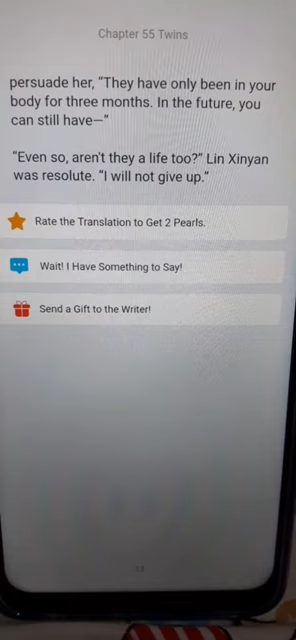 Chapter 55 Twins
persuade her, “They have only been in your
body for three months. In the future, you
can still have—”
“Even so, aren't they a life too?” Lin Xinyan
was resolute. “I will not give up.”
Rate the Translation to Get 2 Pearls.
Wait! I Have Something to Say!
Send a Gift to the Writer!